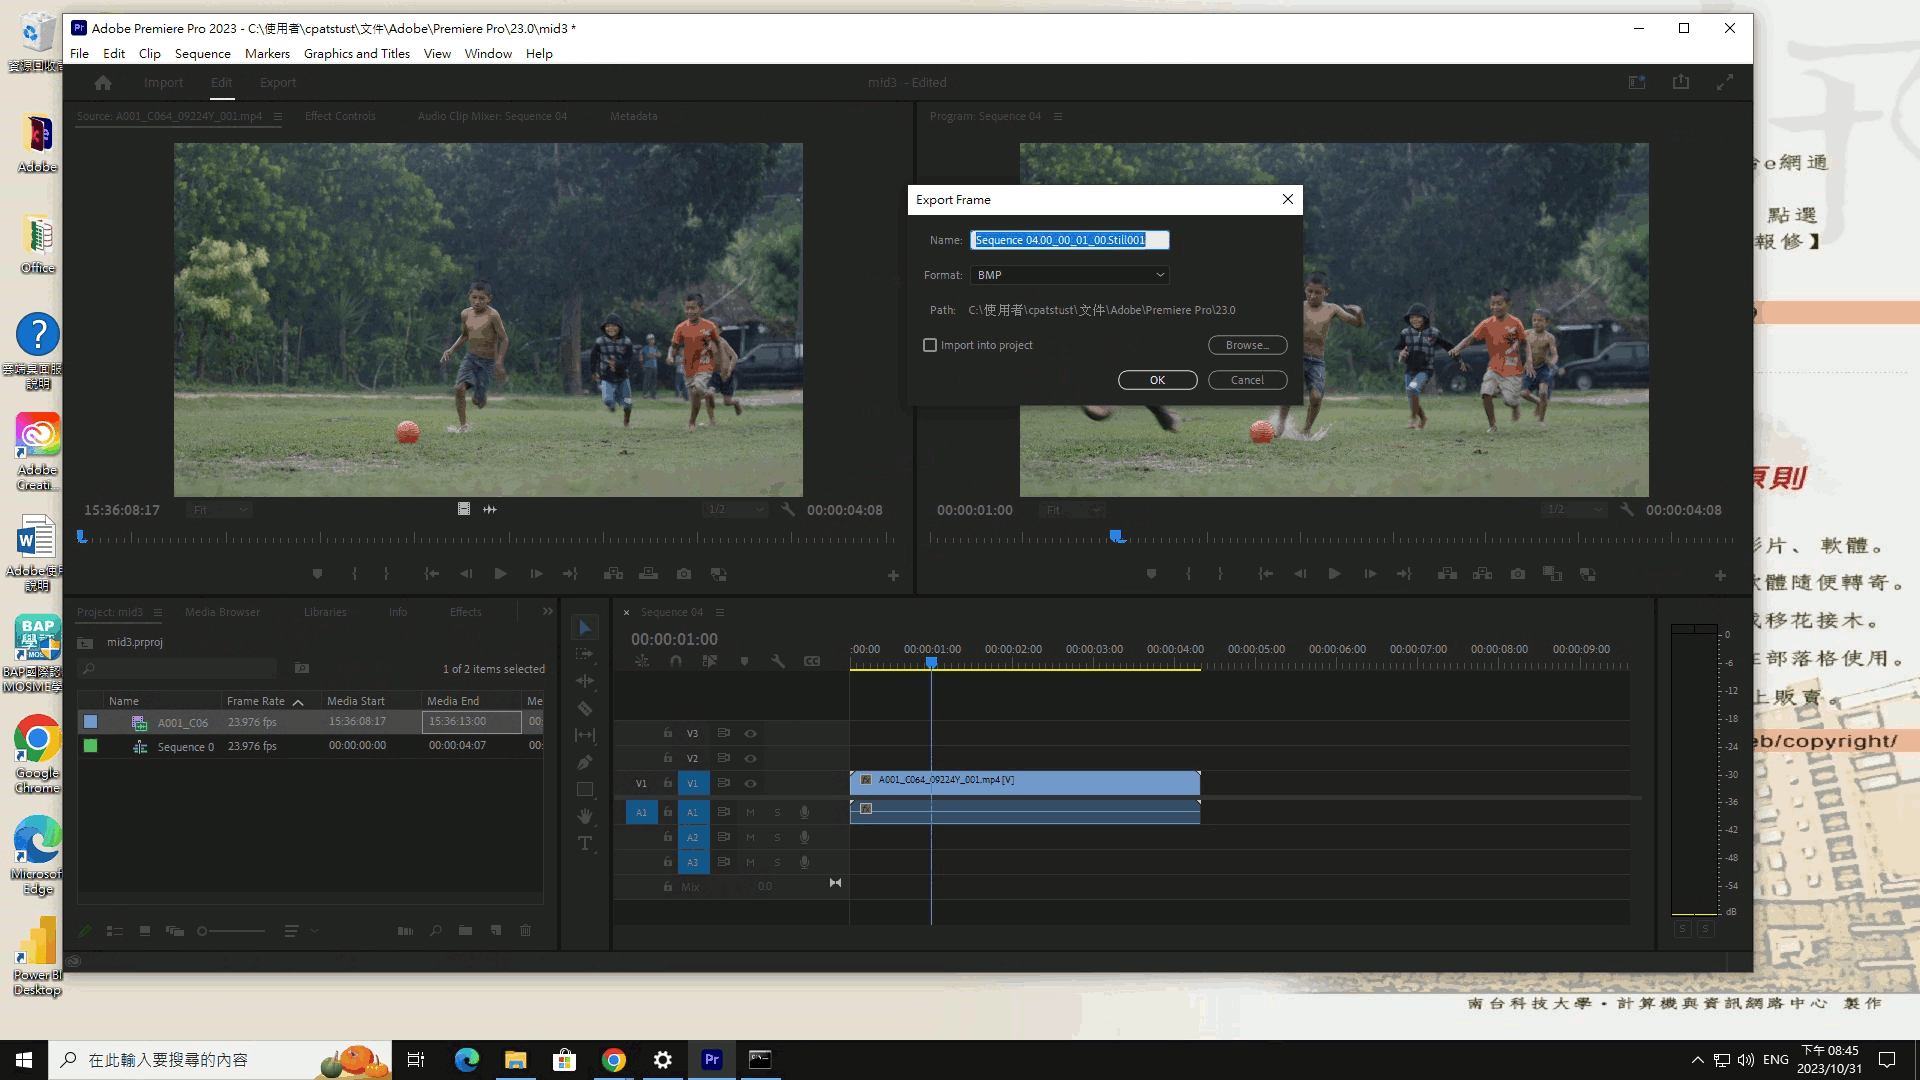 Adobe Premiere Pro 2023 - C:\使用者\cpatstust\文件\Adobe\Premiere Pro\23.0\mid3 *
File Edit Clip Sequence Markers Graphics and Titles View Window Help
Import Edit Export
mid3 - Edited
Source: A001_C064_09224Y_001.mp4
Effect Controls
Audio Clip Mixer: Sequence 04
Metadata
Program: Sequence 04
Export Frame
Name: Sequence 04.00_00_01_00.Still001
Format: BMP
Path: C:\使用者\cpatstust\文件\Adobe\Premiere Pro\23.0
Import into project
Browse...
OK
Cancel
15:36:08:17
Fit
1/2
00:00:04:08
00:00:01:00
Fit
1/2
00:00:04:08
Project: mid3
Media Browser
Libraries
Info
Effects
mid3.prproj
1 of 2 items selected
Name Frame Rate Media Start Media End Me
A001_C06 23.976 fps 15:36:08:17 15:36:13:00 00:
Sequence 0 23.976 fps 00:00:00:00 00:00:04:07 00:
Sequence 04
00:00:01:00
:00:00 00:00:01:00 00:00:02:00 00:00:03:00 00:00:04:00 00:00:05:00 00:00:06:00 00:00:07:00 00:00:08:00 00:00:09:00
V3
V2
V1 V1
A001_C064_09224Y_001.mp4 [V]
A1 A1 M S
A2 M S
A3 M S
Mix 0.0
0
-6
-12
-18
-24
-30
-36
-42
-48
-54
dB
S S
資源回收
Adobe
Office
雲端桌面服
說明
Adobe
Creati...
Adobe使用
說明
BAP
BAP國際認
MOSME學
Google
Chrome
Microsoft
Edge
Power BI
Desktop
e網通
點選
報修】
原則
片、 軟體。
體隨便轉寄。
移花接木。
部落格使用。
上販賣。
eb/copyright/
南台科技大學・計算機與資訊網路中心 製作
在此輸入要搜尋的內容
ENG
下午 08:45
2023/10/31